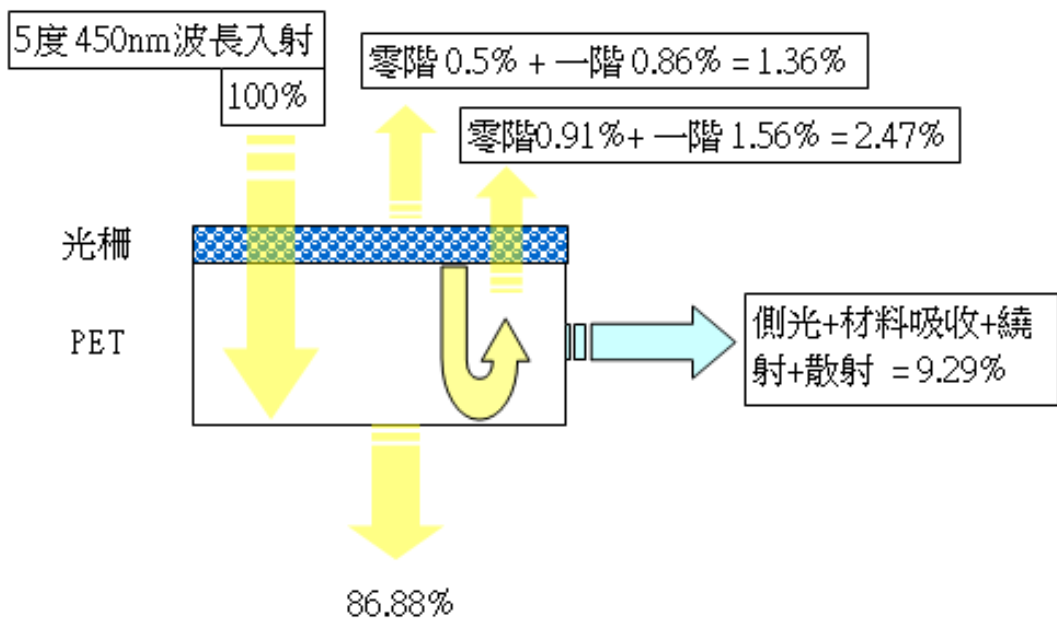 5度450nm波長入射
100%
零階0.5% + 一階0.86% = 1.36%
零階0.91%+ 一階1.56% = 2.47%
光柵
PET
側光+材料吸收+繞
射+散射 = 9.29%
86.88%